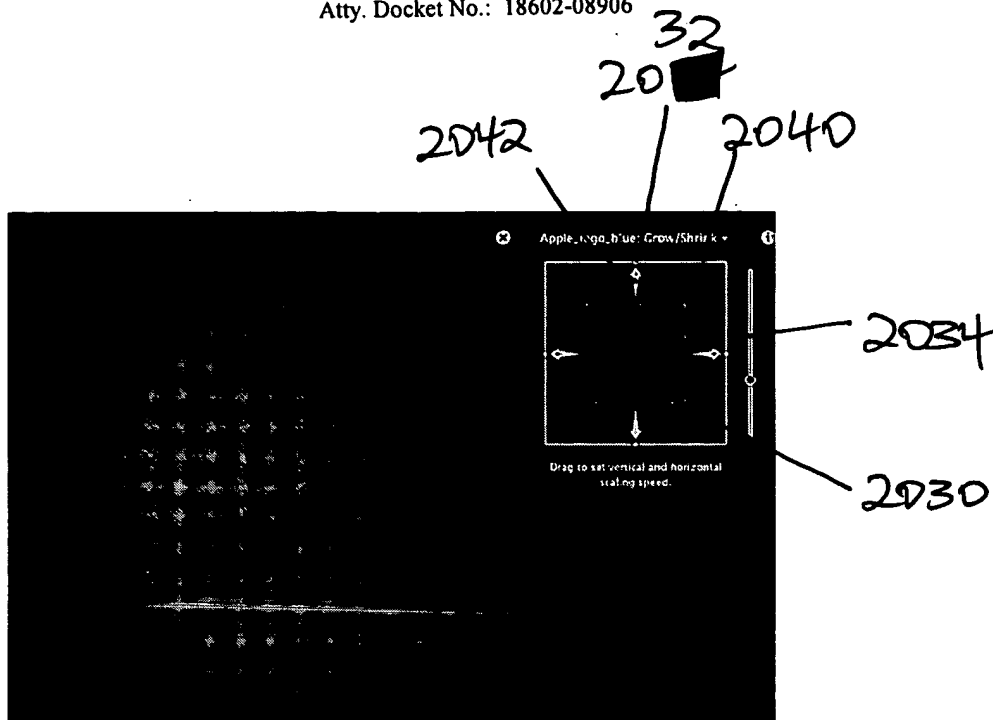 Atty. Docket No.: 18602-08906
32
20
2042
2040
Apple_logo_blue: Grow/Shrink
2034
Drag to set vertical and horizontal
scaling speed.
2030